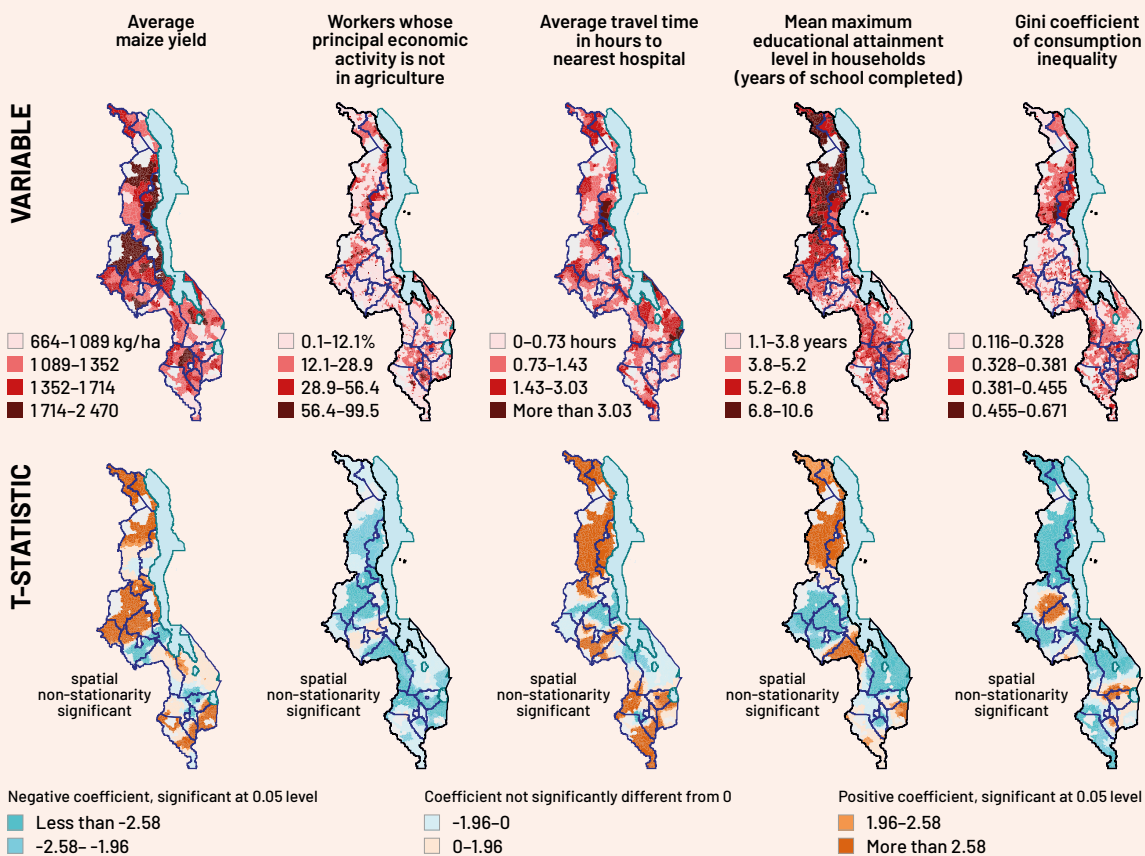 Average
maize yield
Workers whose
principal economic
activity is not
in agriculture
Average travel time
in hours to
nearest hospital
Mean maximum
educational attainment
level in households
(years of school completed)
Gini coefficient
of consumption
inequality
VARIABLE
664–1 089 kg/ha
1 089–1 352
1 352–1 714
1 714–2 470
0.1–12.1%
12.1–28.9
28.9–56.4
56.4–99.5
0–0.73 hours
0.73–1.43
1.43–3.03
More than 3.03
1.1–3.8 years
3.8–5.2
5.2–6.8
6.8–10.6
0.116–0.328
0.328–0.381
0.381–0.455
0.455–0.671
T-STATISTIC
spatial
non-stationarity
significant
spatial
non-stationarity
significant
spatial
non-stationarity
significant
spatial
non-stationarity
significant
spatial
non-stationarity
significant
Negative coefficient, significant at 0.05 level
Less than -2.58
-2.58– -1.96
Coefficient not significantly different from 0
-1.96–0
0–1.96
Positive coefficient, significant at 0.05 level
1.96–2.58
More than 2.58